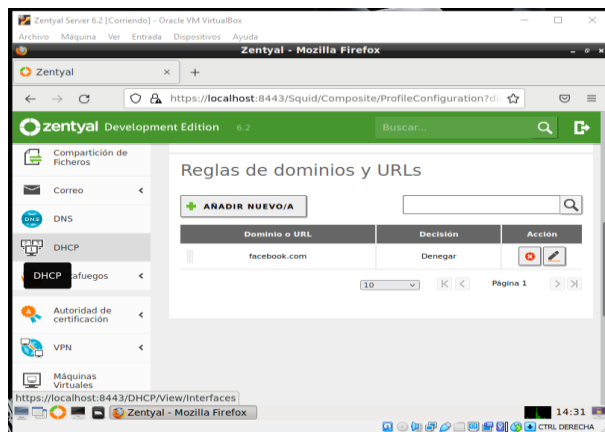 Zentyal Server 6.2 [Corriendo] - Oracle VM VirtualBox
Archivo Máquina Ver Entrada Dispositivos Ayuda
Zentyal - Mozilla Firefox
Zentyal
https://localhost:8443/Squid/Composite/ProfileConfiguration?di
zentyal Development Edition 6.2
Buscar...
Compartición de
Ficheros
Correo
DNS
DHCP
DHCP
tafuegos
Autoridad de
certificación
VPN
Máquinas
Virtuales
Reglas de dominios y URLs
AÑADIR NUEVO/A
Dominio o URL Decisión Acción
facebook.com Denegar
10 Página 1
https://localhost:8443/DHCP/View/Interfaces
Zentyal - Mozilla Firefox
14:31
CTRL DERECHA